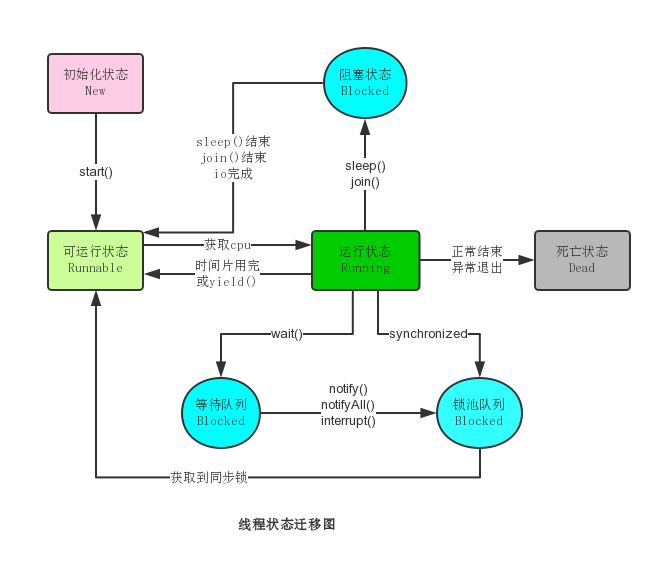 初始化状态
New
阻塞状态
Blocked
start()
sleep()结束
join()结束
io完成
sleep()
join()
可运行状态
Runnable
获取cpu
时间片用完
或yield()
运行状态
Running
正常结束
异常退出
死亡状态
Dead
wait()
synchronized
等待队列
Blocked
notify()
notifyAll()
interrupt()
锁池队列
Blocked
获取到同步锁
线程状态迁移图